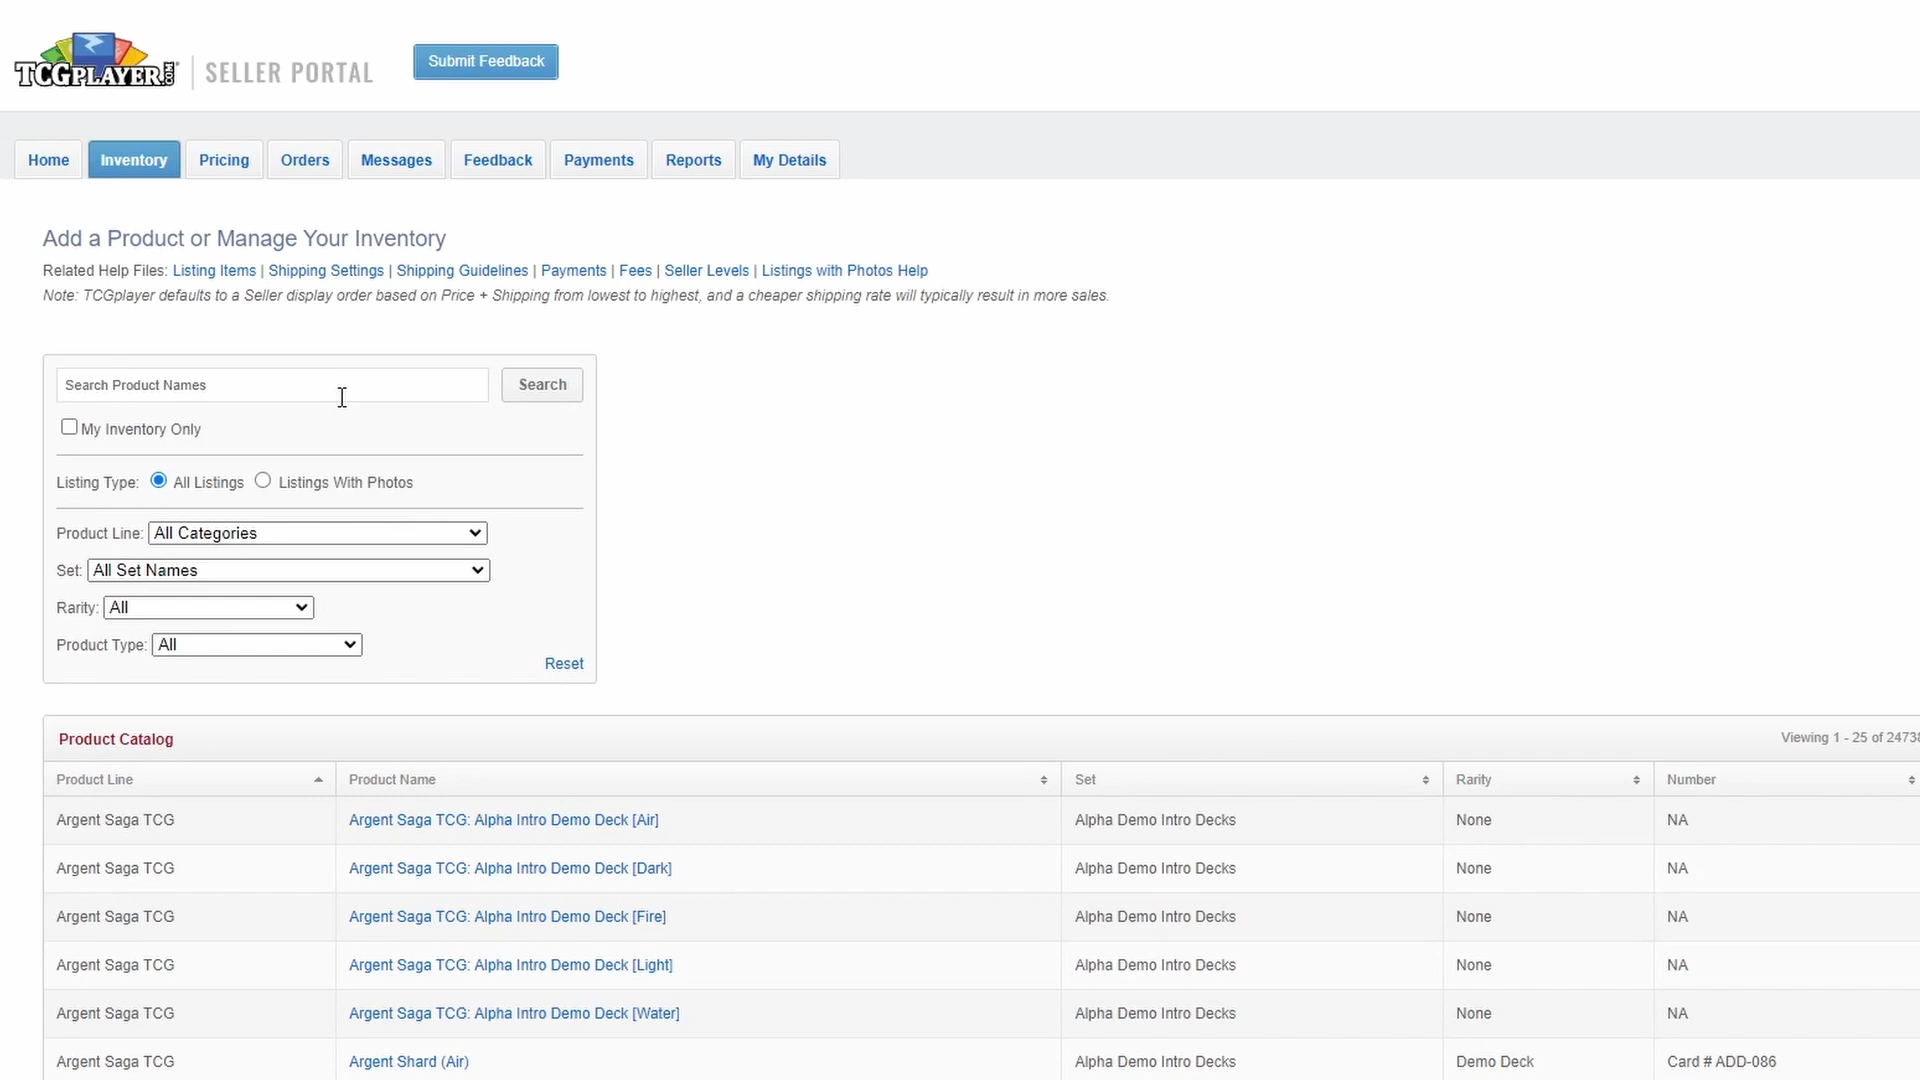 TCGPLAYER.COM SELLER PORTAL Submit Feedback
Home Inventory Pricing Orders Messages Feedback Payments Reports My Details
Add a Product or Manage Your Inventory
Related Help Files: Listing Items | Shipping Settings | Shipping Guidelines | Payments | Fees | Seller Levels | Listings with Photos Help
Note: TCGplayer defaults to a Seller display order based on Price + Shipping from lowest to highest, and a cheaper shipping rate will typically result in more sales.
Search Product Names Search
My Inventory Only
Listing Type: All Listings Listings With Photos
Product Line: All Categories
Set: All Set Names
Rarity: All
Product Type: All
Reset
Product Catalog Viewing 1 - 25 of 24738
Product Line Product Name Set Rarity Number
Argent Saga TCG Argent Saga TCG: Alpha Intro Demo Deck [Air] Alpha Demo Intro Decks None NA
Argent Saga TCG Argent Saga TCG: Alpha Intro Demo Deck [Dark] Alpha Demo Intro Decks None NA
Argent Saga TCG Argent Saga TCG: Alpha Intro Demo Deck [Fire] Alpha Demo Intro Decks None NA
Argent Saga TCG Argent Saga TCG: Alpha Intro Demo Deck [Light] Alpha Demo Intro Decks None NA
Argent Saga TCG Argent Saga TCG: Alpha Intro Demo Deck [Water] Alpha Demo Intro Decks None NA
Argent Saga TCG Argent Shard (Air) Alpha Demo Intro Decks Demo Deck Card # ADD-086